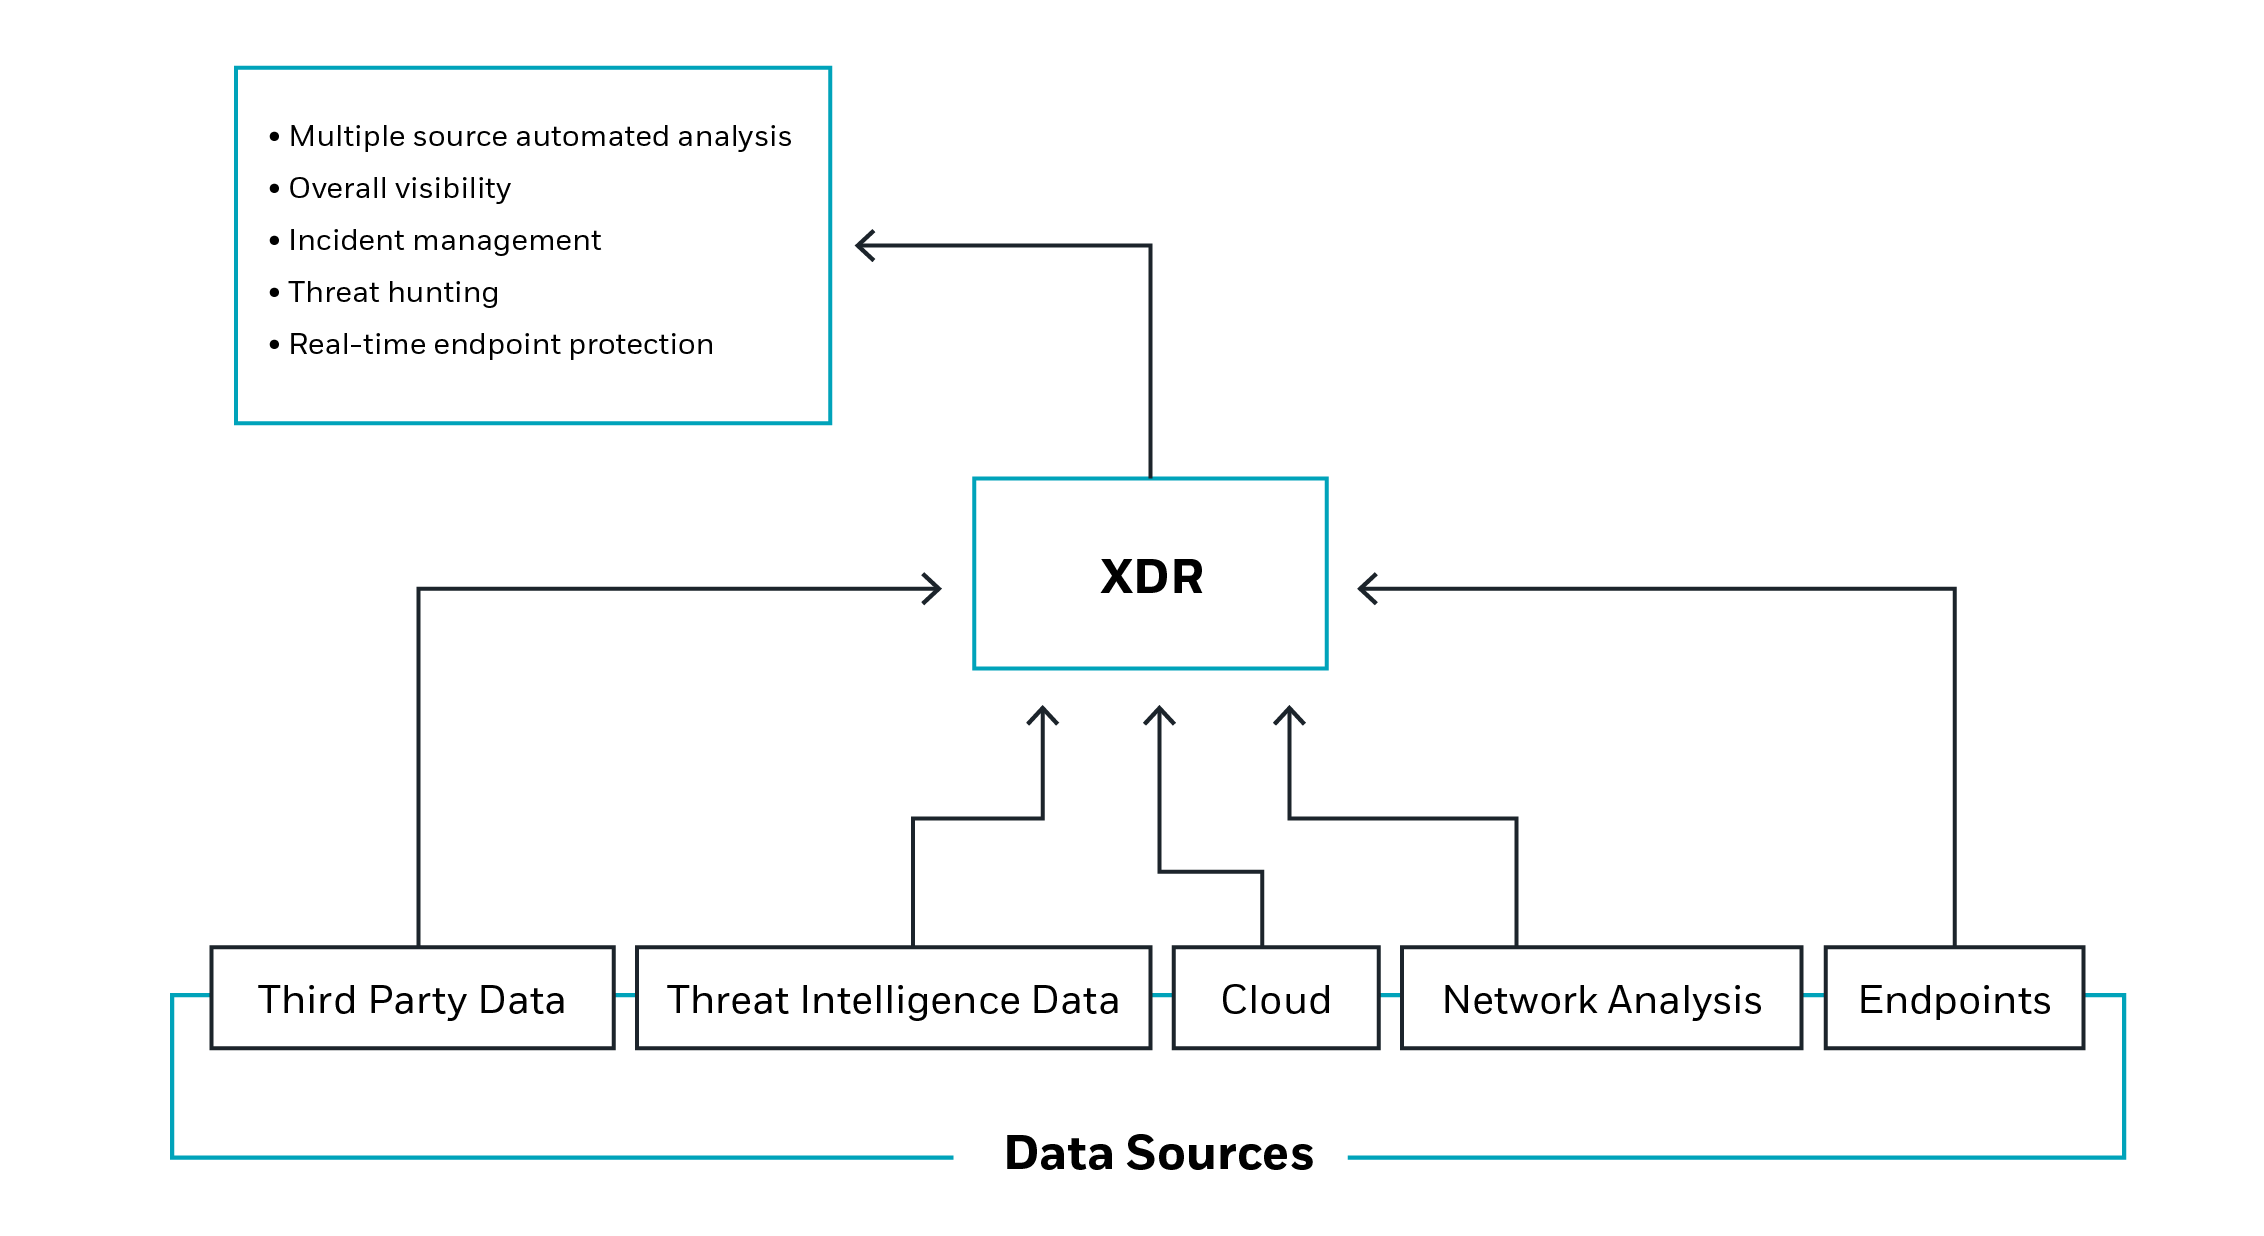 • Multiple source automated analysis
• Overall visibility
• Incident management
• Threat hunting
• Real-time endpoint protection
XDR
Third Party Data
Threat Intelligence Data
Cloud
Network Analysis
Endpoints
Data Sources